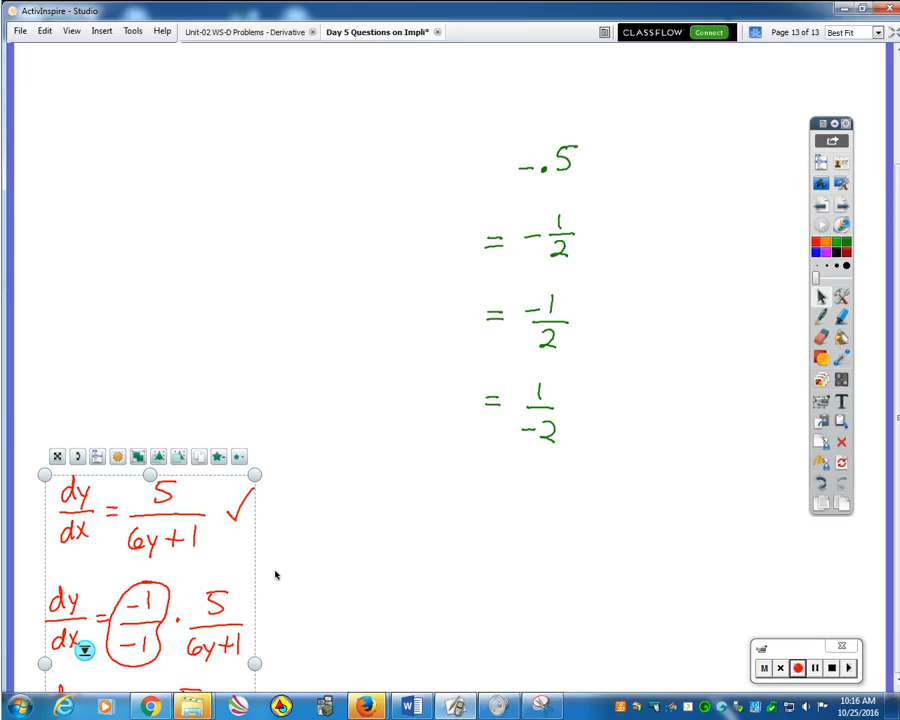 ActivInspire - Studio
File Edit View Insert Tools Help
Unit-02 WS-D Problems - Derivative
Day 5 Questions on Impli*
CLASSFLOW Connect
Page 13 of 13
Best Fit
-.5
= -1/2
= -1/2
= 1/-2
dy/dx = 5/(6y+1) ✓
dy/dx = (-1/-1) · 5/(6y+1)
M
10:16 AM
10/25/2016